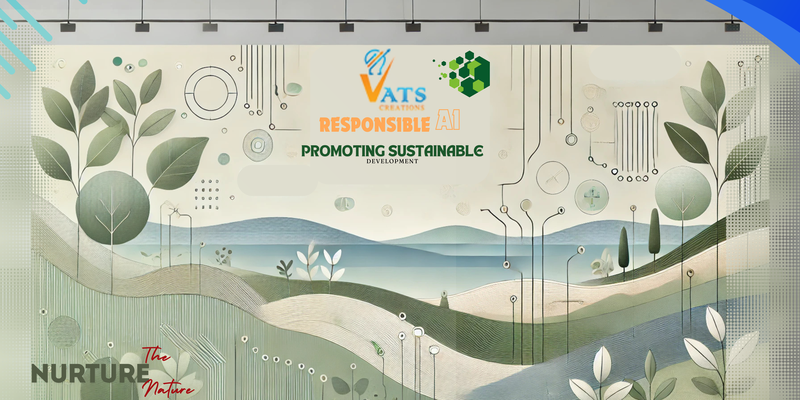 VATS
CREATIONS
RESPONSIBLE AI
PROMOTING SUSTAINABLE
DEVELOPMENT
The
NURTURE
Nature